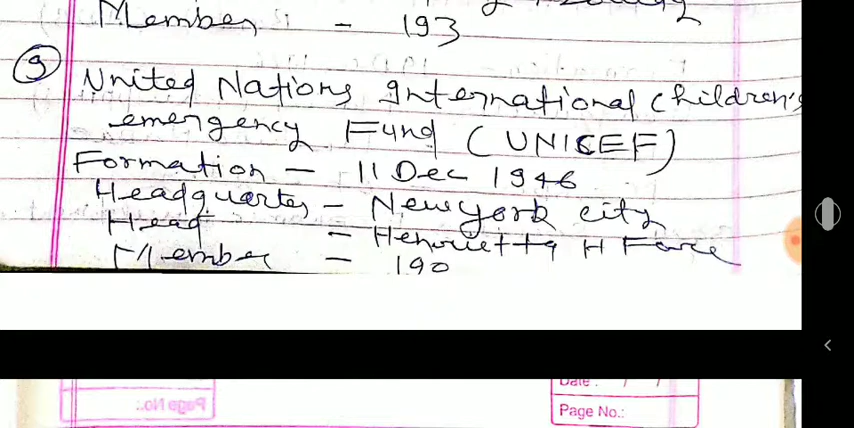 Member - 193
9
United Nations International Children's
emergency Fund (UNICEF)
Formation - 11 Dec 1946
Headquarter - Newyork city
Head - Henrietta H Fore
Member - 190
Page No.:
Date : / /
Page No.: